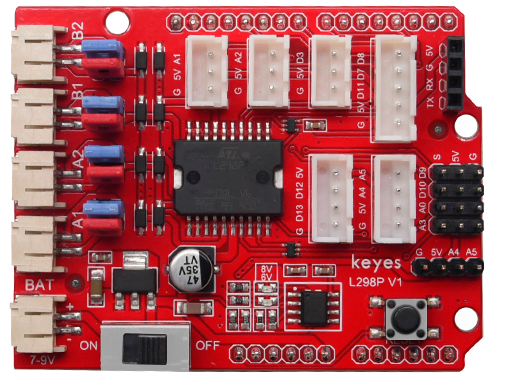 B2
B1
A2
A1
BAT
+
-
7-9V
ON
OFF
G 5V A1
G 5V A2
G 5V D3
G 5V D11 D7 D8
5V
G
RX
TX
G D13 D12 5V
G 5V A4 A5
S 5V G
A3 A0 D10 D9
G 5V A4 A5
L298P
47
35V
VT
8V
6V
keyes
L298P V1